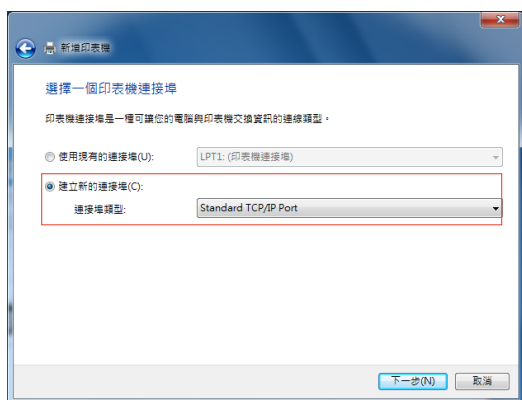 新增印表機
選擇一個印表機連接埠
印表機連接埠是一種可讓您的電腦與印表機交換資訊的連線類型。
使用現有的連接埠(U): LPT1: (印表機連接埠)
建立新的連接埠(C):
連接埠類型: Standard TCP/IP Port
下一步(N) 取消